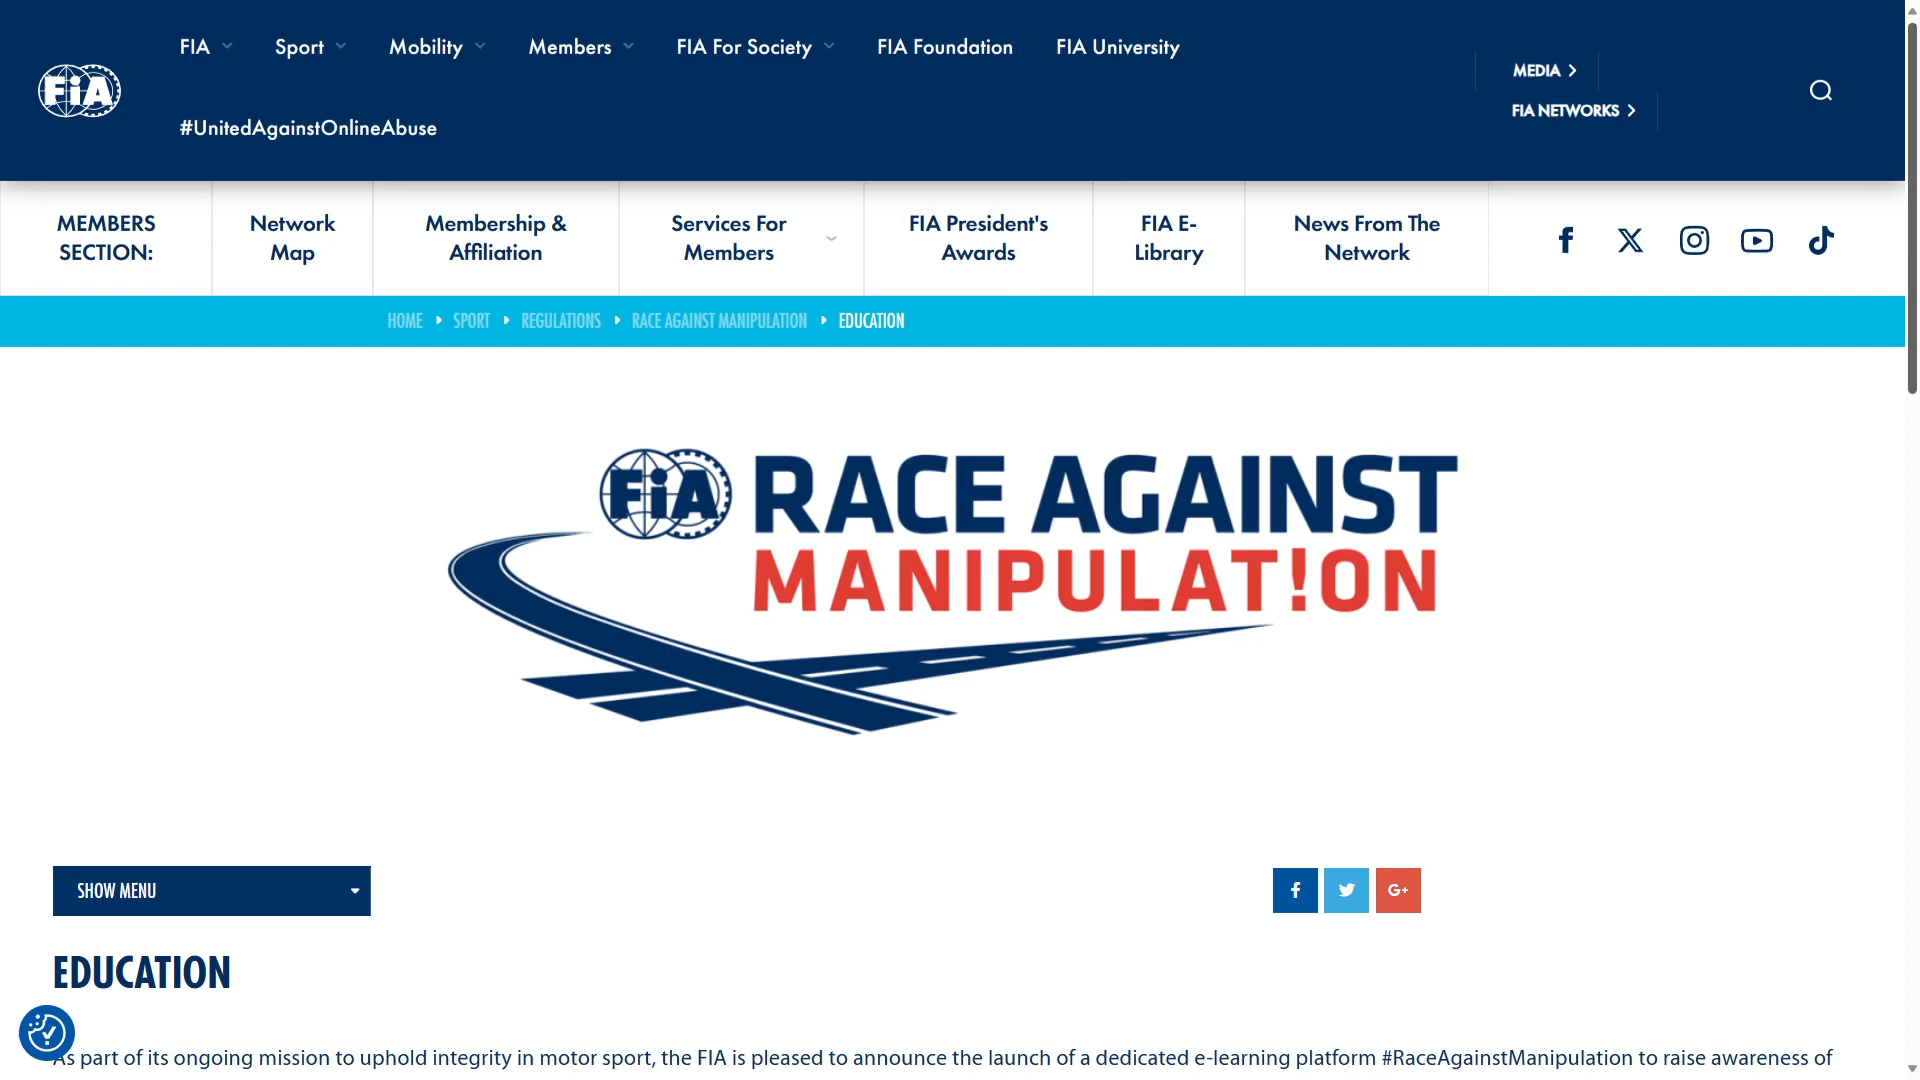 FIA
Sport
Mobility
Members
FIA For Society
FIA Foundation
FIA University
#UnitedAgainstOnlineAbuse
FiA
MEDIA
FIA NETWORKS
MEMBERS
SECTION:
Network
Map
Membership &
Affiliation
Services For
Members
FIA President's
Awards
FIA E-
Library
News From The
Network
HOME
SPORT
REGULATIONS
RACE AGAINST MANIPULATION
EDUCATION
FiA RACE AGAINST
MANIPULAT!ON
SHOW MENU
G+
EDUCATION
As part of its ongoing mission to uphold integrity in motor sport, the FIA is pleased to announce the launch of a dedicated e-learning platform #RaceAgainstManipulation to raise awareness of